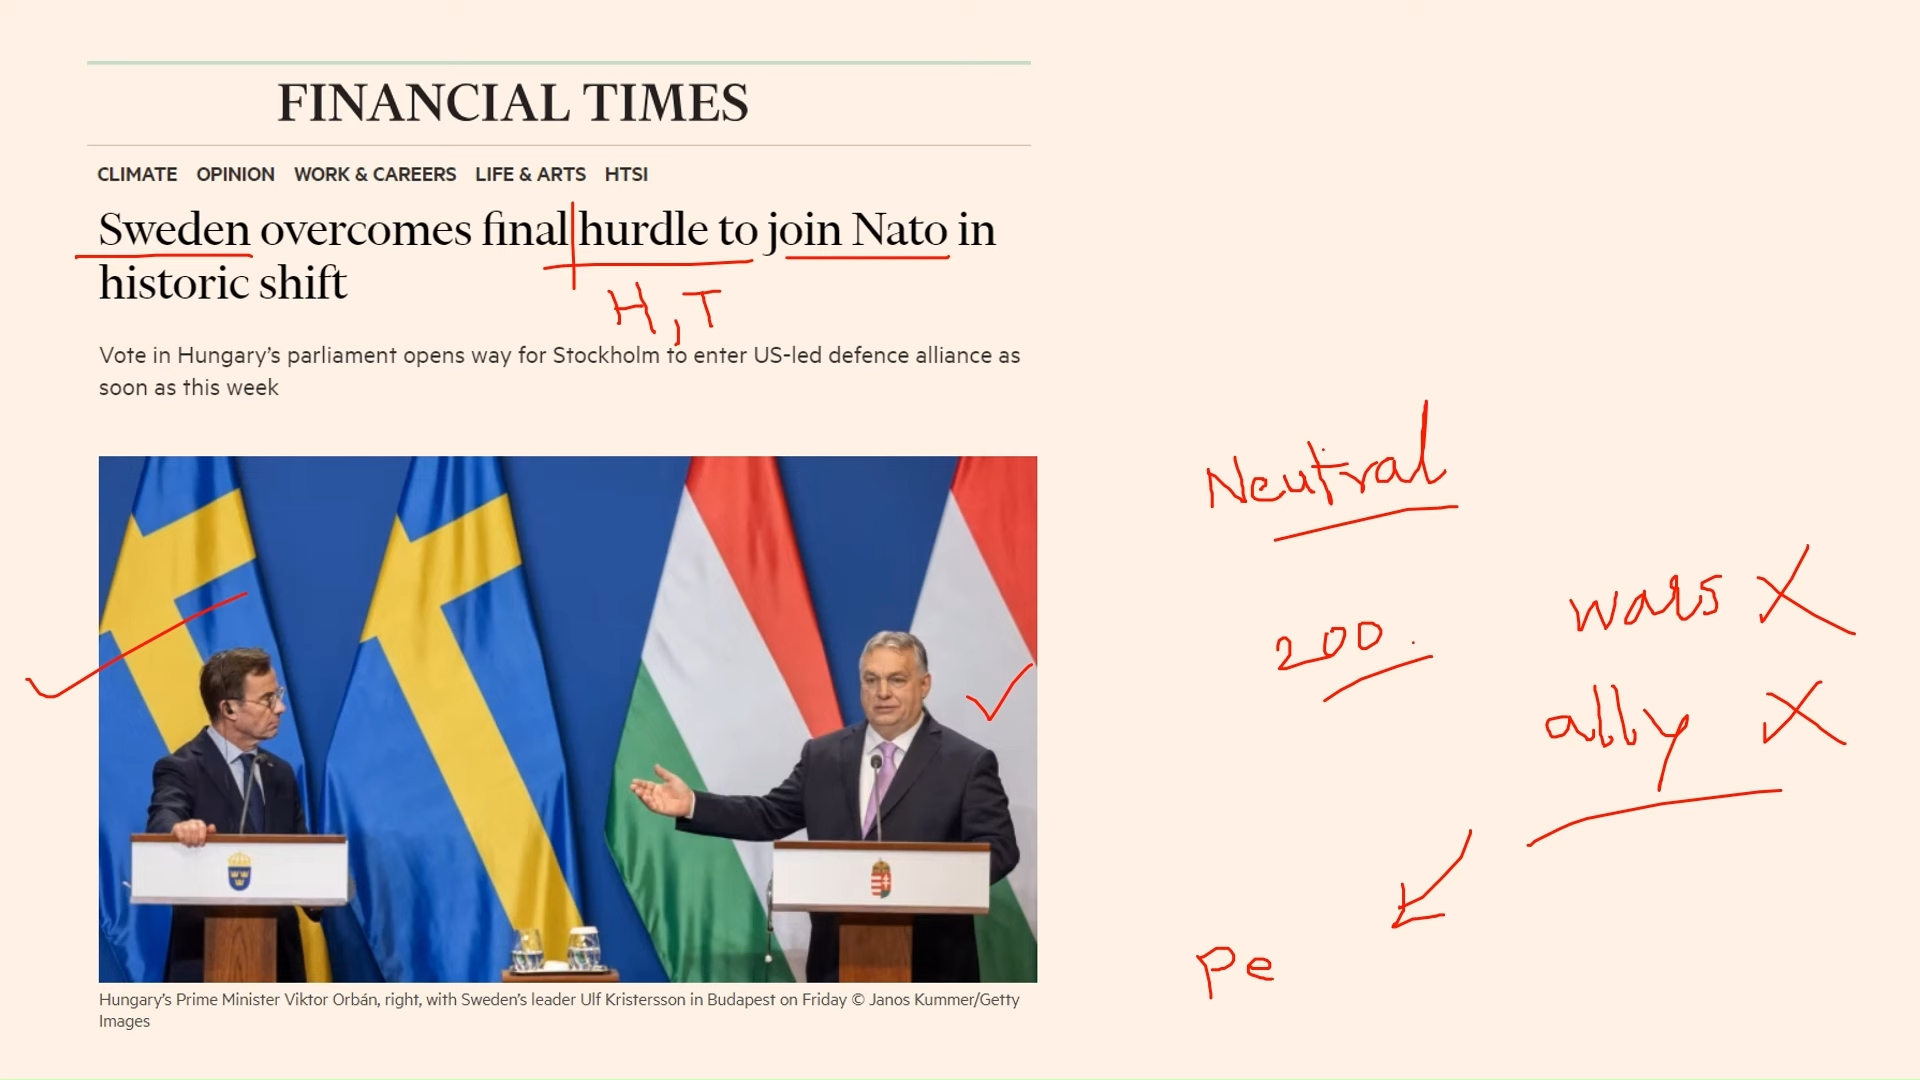 FINANCIAL TIMES
CLIMATE OPINION WORK & CAREERS LIFE & ARTS HTSI
Sweden overcomes final hurdle to join Nato in
historic shift
H, T
Vote in Hungary's parliament opens way for Stockholm to enter US-led defence alliance as
soon as this week
Neutral
wars X
200.
ally X
Pe
Hungary's Prime Minister Viktor Orbán, right, with Sweden's leader Ulf Kristersson in Budapest on Friday © Janos Kummer/Getty
Images